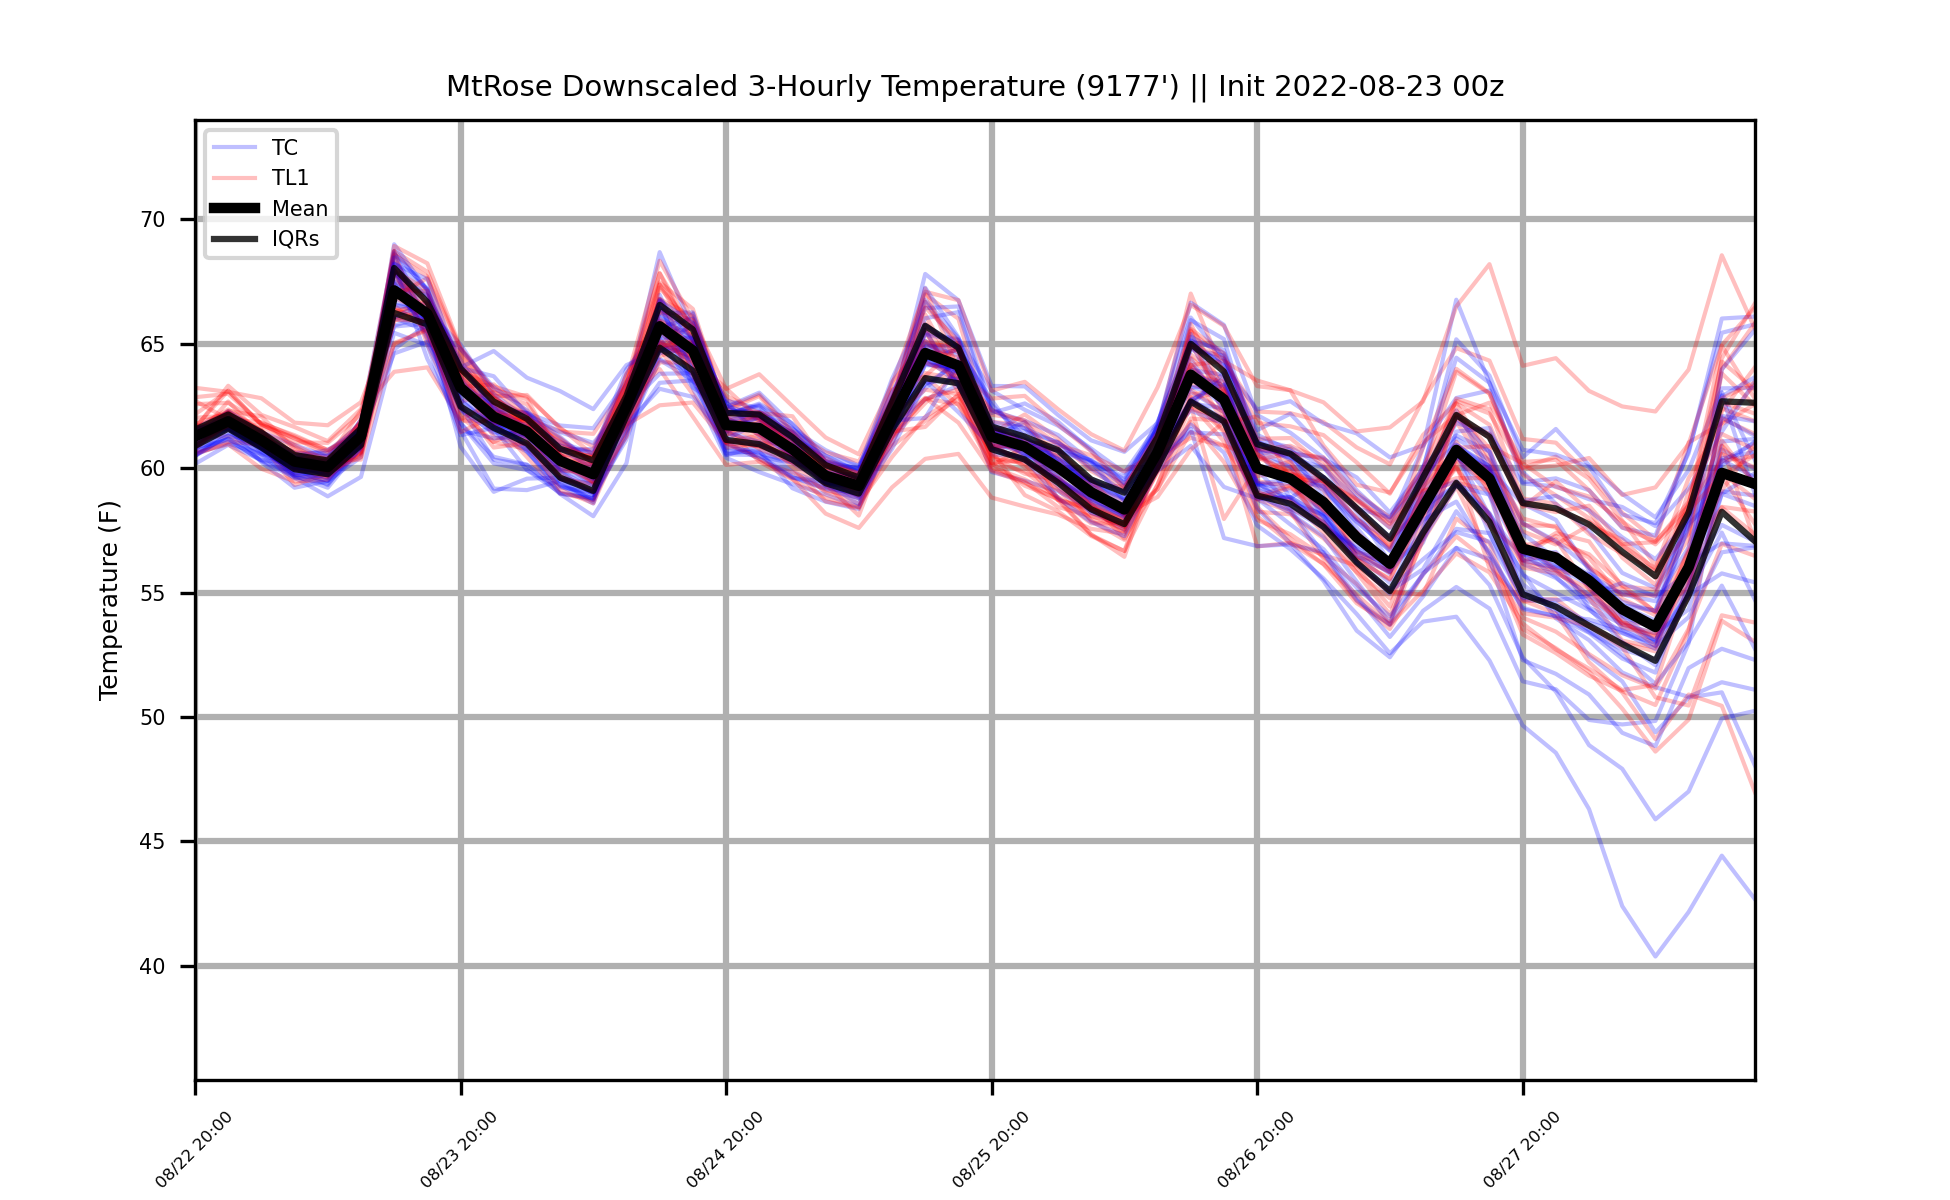 MtRose Downscaled 3-Hourly Temperature (9177') || Init 2022-08-23 00z
TC
TL1
Mean
IQRs
Temperature (F)
70
65
60
55
50
45
40
08/22 20:00
08/23 20:00
08/24 20:00
08/25 20:00
08/26 20:00
08/27 20:00